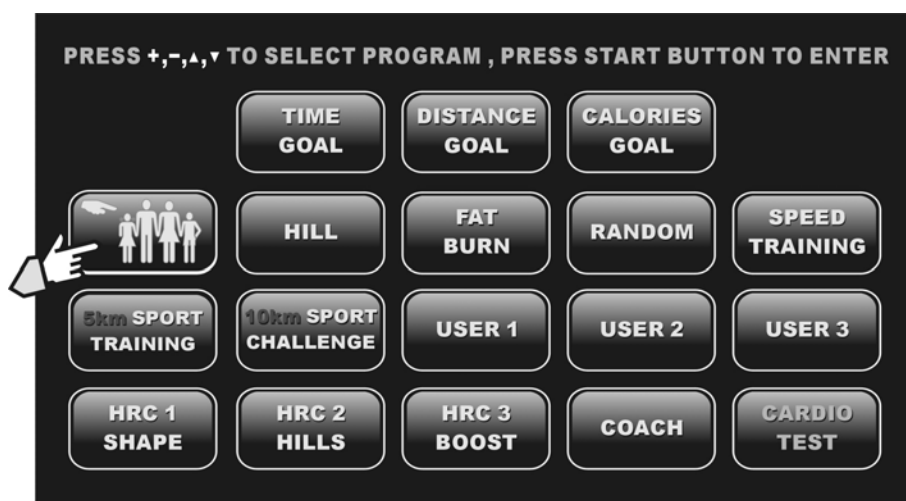 PRESS +,-,▲,▼ TO SELECT PROGRAM , PRESS START BUTTON TO ENTER
TIME
GOAL
DISTANCE
GOAL
CALORIES
GOAL
HILL
FAT
BURN
RANDOM
SPEED
TRAINING
5km SPORT
TRAINING
10km SPORT
CHALLENGE
USER 1
USER 2
USER 3
HRC 1
SHAPE
HRC 2
HILLS
HRC 3
BOOST
COACH
CARDIO
TEST